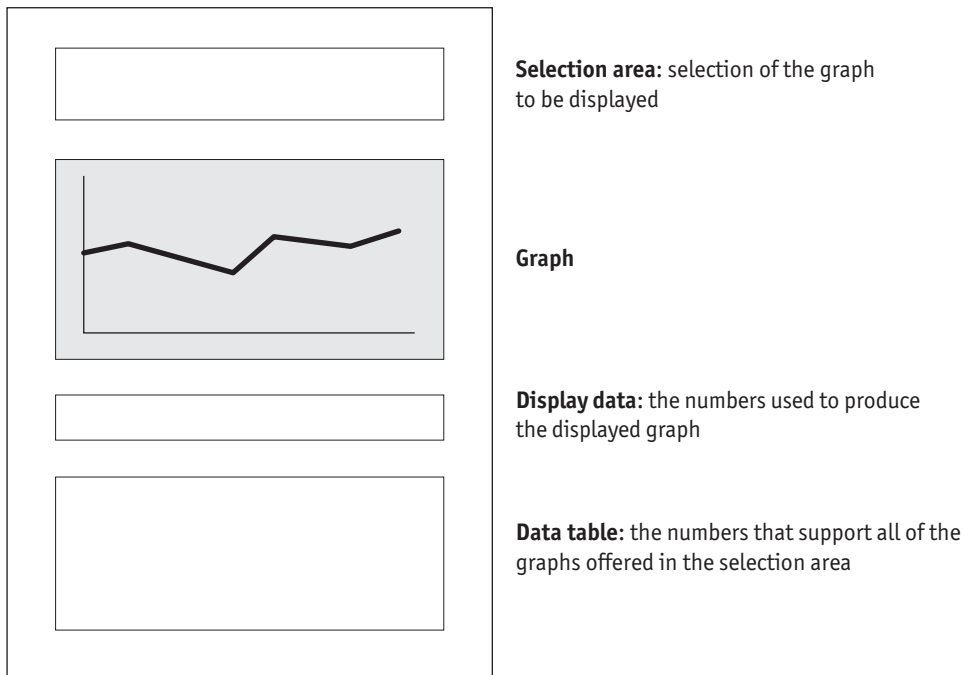 Selection area: selection of the graph
to be displayed
Graph
Display data: the numbers used to produce
the displayed graph
Data table: the numbers that support all of the
graphs offered in the selection area